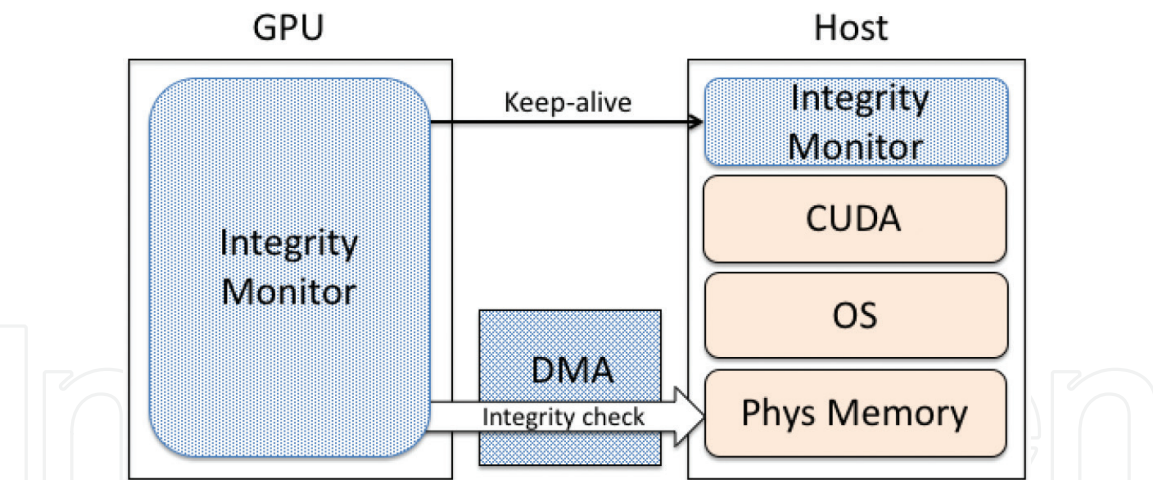 GPU
Host
Keep-alive
Integrity
Monitor
Integrity
Monitor
CUDA
OS
DMA
Integrity check
Phys Memory